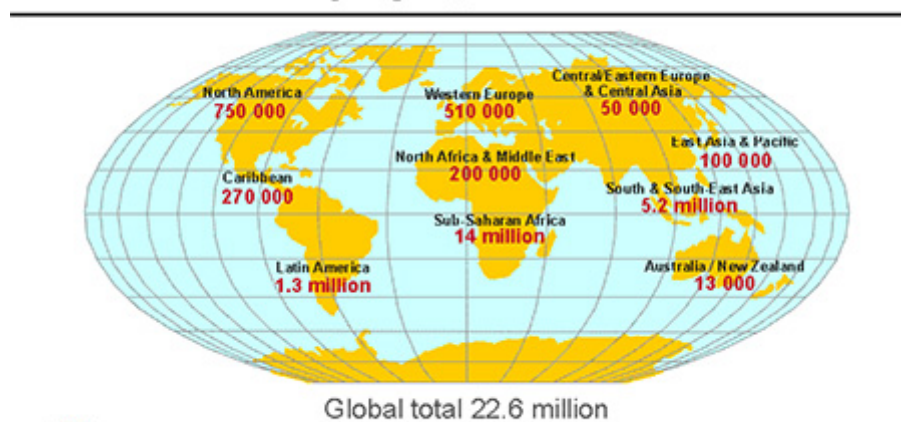 North America
750 000
Western Europe
510 000
Central/Eastern Europe
& Central Asia
50 000
East Asia & Pacific
100 000
North Africa & Middle East
200 000
Caribbean
270 000
South & South-East Asia
5.2 million
Sub-Saharan Africa
14 million
Latin America
1.3 million
Australia / New Zealand
13 000
Global total 22.6 million